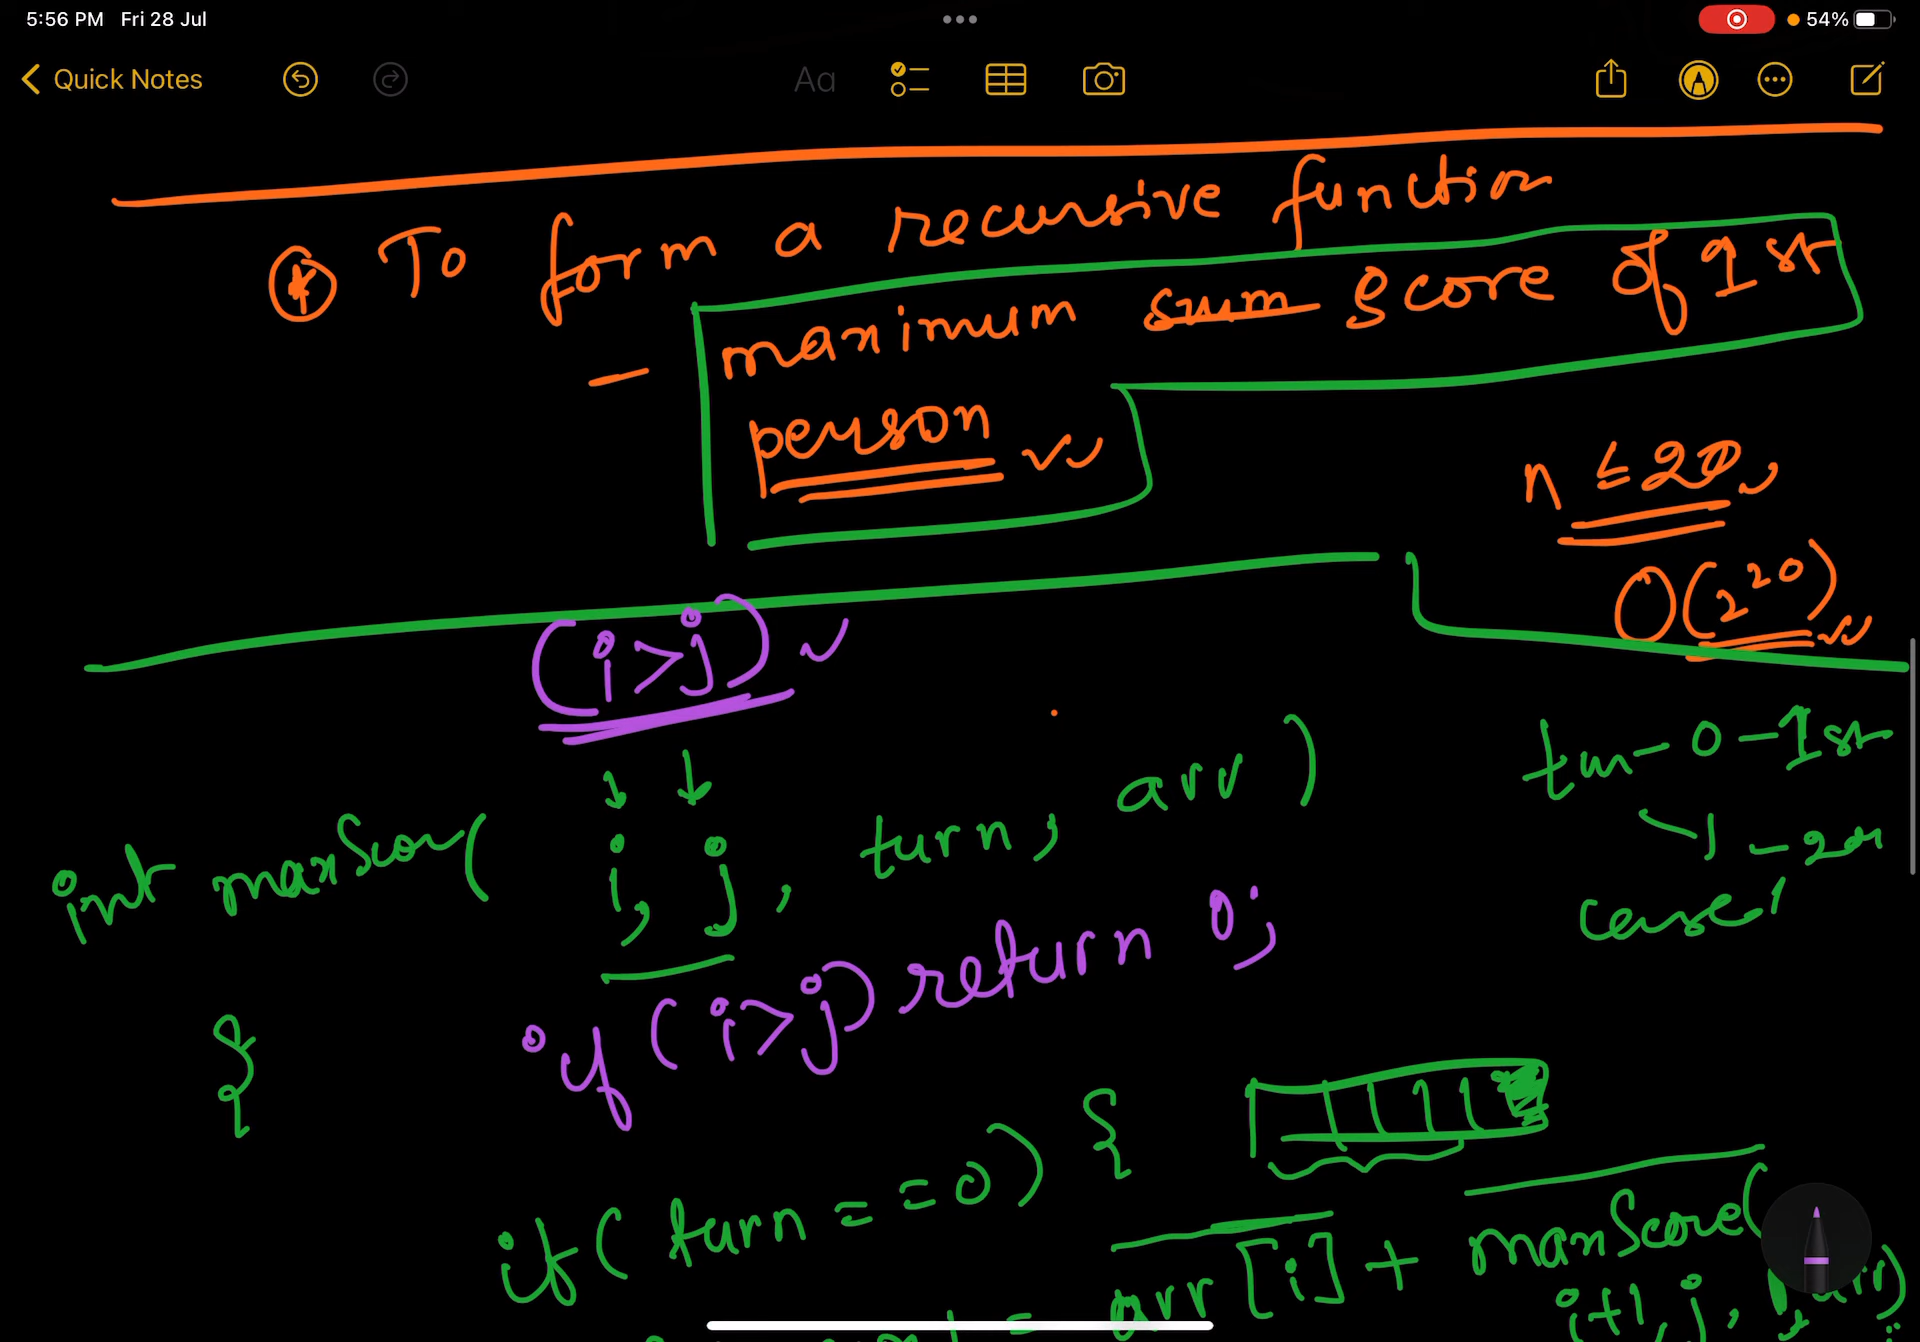 5:56 PM Fri 28 Jul
54%
Quick Notes
Aa
* To form a recursive function
- maximum sum score of 1st
person
n ≤ 20
O(2^20)
(i>j)
turn - 0 - 1st
1 - 2nd
int maxScore( i, j, turn, arr )
case 1
{ if (i>j) return 0;
if (turn == 0) {
= arr[i] + maxScore(
i+1, j, 1, arr)